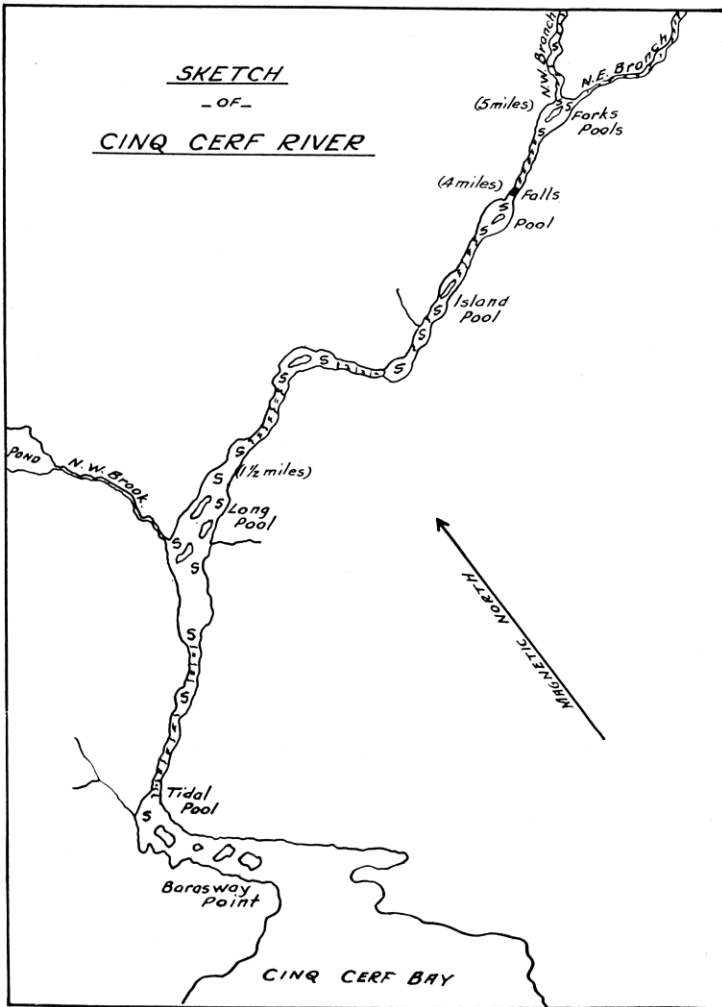 SKETCH
-OF-
CINQ CERF RIVER
N.W. Branch
N.E. Branch
S
(5 miles)
S S
Forks
Pools
S
(4 miles)
Falls
S
Pool
S
Island
Pool
S
S
S
S
S
S
(1½ miles)
S
POND
N.W. Brook.
S
Long
Pool
S
S
S
S
MAGNETIC NORTH
Tidal
Pool
S
Barasway
Point
CINQ CERF BAY